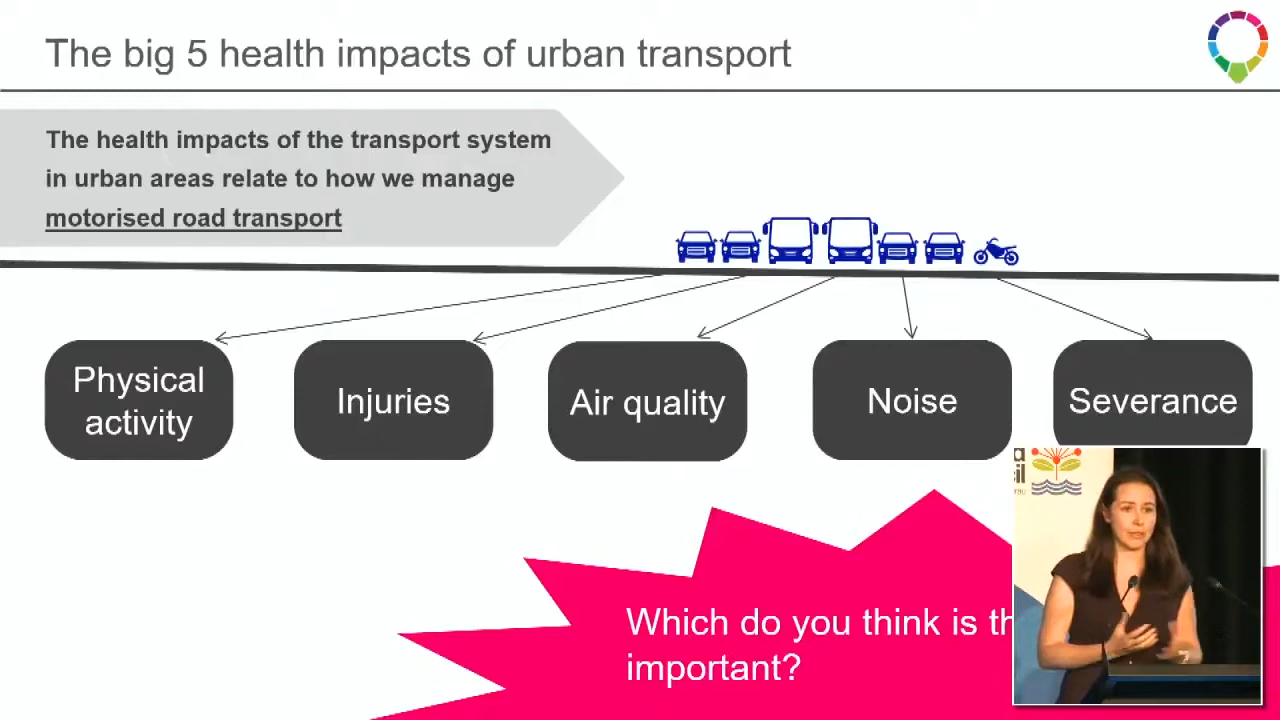 The big 5 health impacts of urban transport
The health impacts of the transport system
in urban areas relate to how we manage
motorised road transport
Physical
activity
Injuries
Air quality
Noise
Severance
Which do you think is
important?